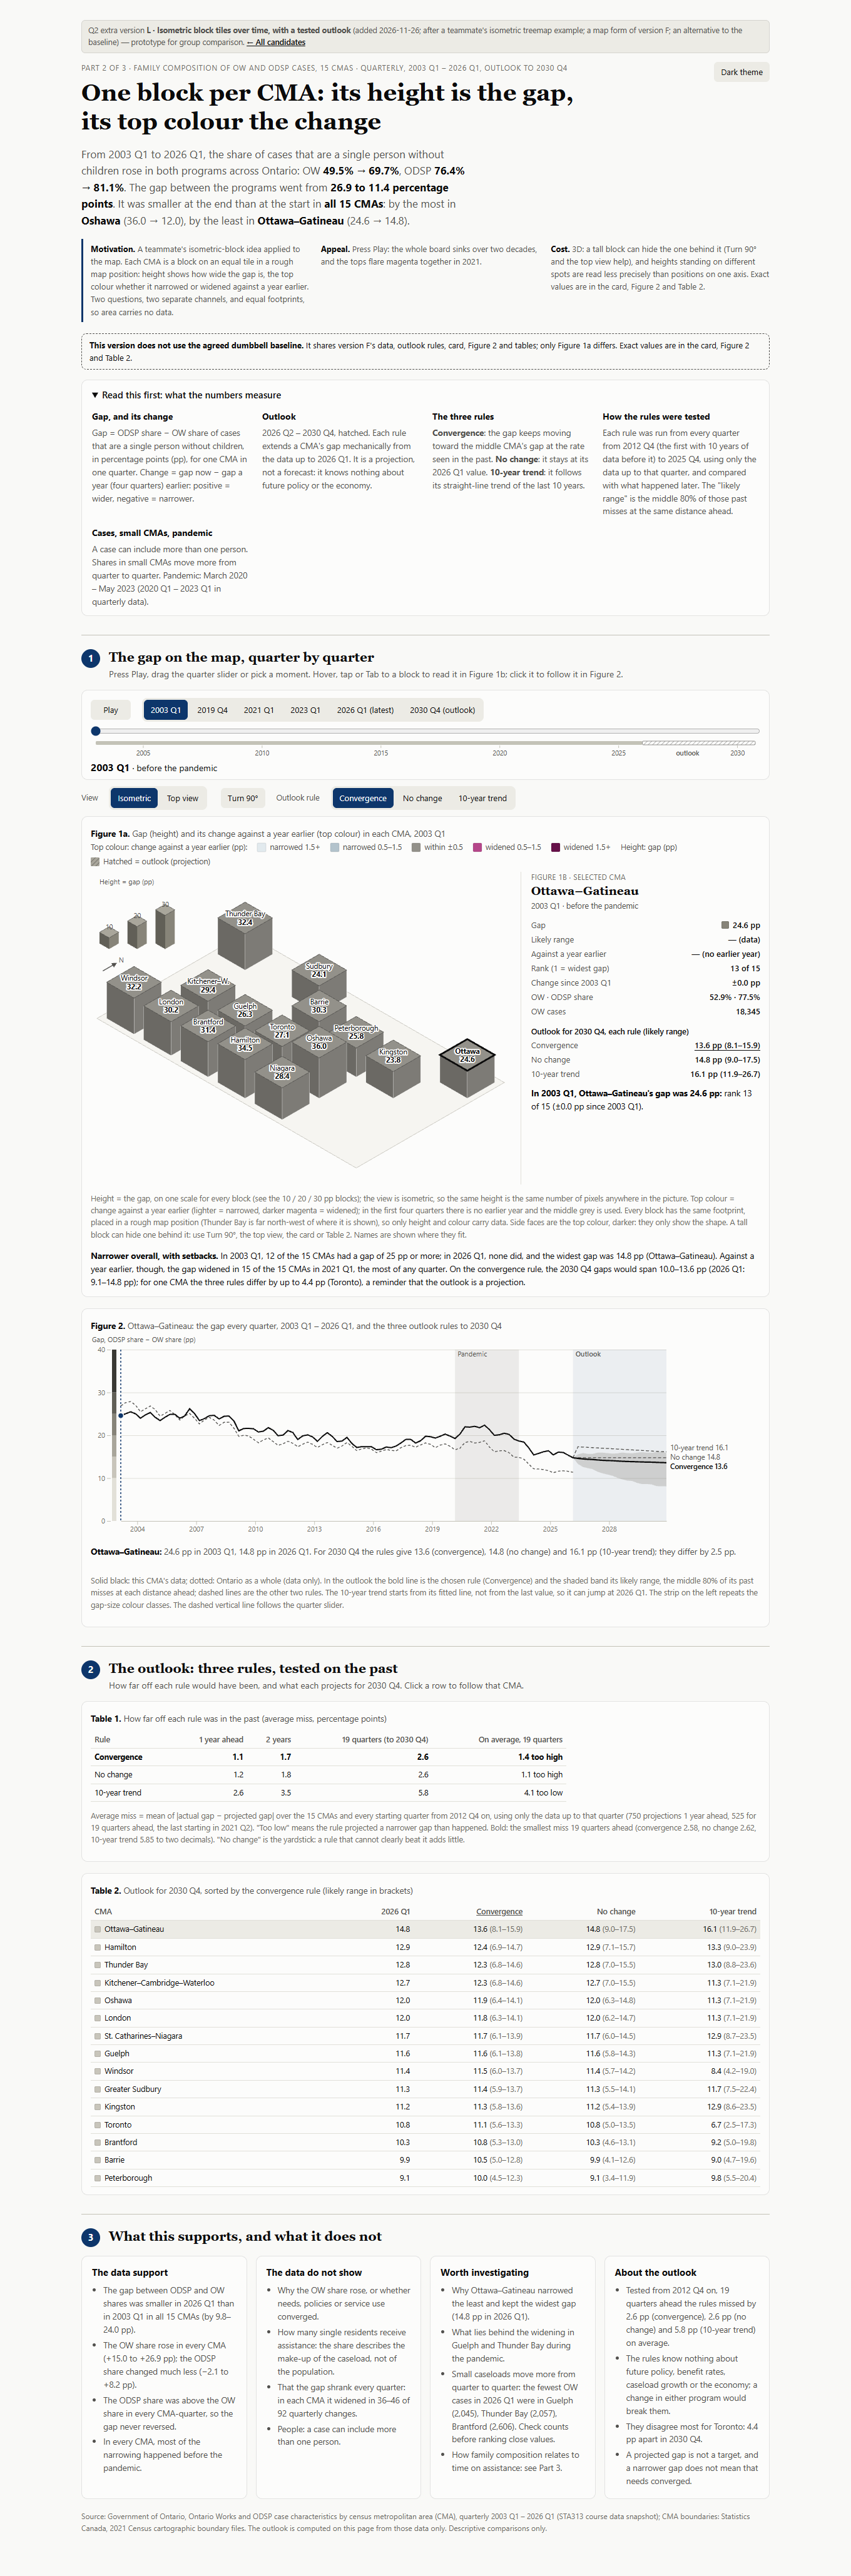 Q2 extra version L · Isometric block tiles over time, with a tested outlook (added 2026-11-26; after a teammate's isometric treemap example; a map form of version F; an alternative to the
baseline) — prototype for group comparison. ← All candidates
PART 2 OF 3 · FAMILY COMPOSITION OF OW AND ODSP CASES, 15 CMAS · QUARTERLY, 2003 Q1 – 2026 Q1, OUTLOOK TO 2030 Q4
Dark theme
One block per CMA: its height is the gap,
its top colour the change
From 2003 Q1 to 2026 Q1, the share of cases that are a single person without
children rose in both programs across Ontario: OW 49.5% → 69.7%, ODSP 76.4%
→ 81.1%. The gap between the programs went from 26.9 to 11.4 percentage
points. It was smaller at the end than at the start in all 15 CMAs: by the most in
Oshawa (36.0 → 12.0), by the least in Ottawa–Gatineau (24.6 → 14.8).
Motivation. A teammate's isometric-block idea applied to
the map. Each CMA is a block on an equal tile in a rough
map position: height shows how wide the gap is, the top
colour whether it narrowed or widened against a year earlier.
Two questions, two separate channels, and equal footprints,
so area carries no data.
Appeal. Press Play: the whole board sinks over two decades,
and the tops flare magenta together in 2021.
Cost. 3D: a tall block can hide the one behind it (Turn 90°
and the top view help), and heights standing on different
spots are read less precisely than positions on one axis. Exact
values are in the card, Figure 2 and Table 2.
This version does not use the agreed dumbbell baseline. It shares version F's data, outlook rules, card, Figure 2 and tables; only Figure 1a differs. Exact values are in the card, Figure 2
and Table 2.
▼ Read this first: what the numbers measure
Gap, and its change
Gap = ODSP share − OW share of cases
that are a single person without children,
in percentage points (pp), for one CMA in
one quarter. Change = gap now − gap a
year (four quarters) earlier: positive =
wider, negative = narrower.
Outlook
2026 Q2 – 2030 Q4, hatched. Each rule
extends a CMA's gap mechanically from
the data up to 2026 Q1. It is a projection,
not a forecast: it knows nothing about
future policy or the economy.
The three rules
Convergence: the gap keeps moving
toward the middle CMA's gap at the rate
seen in the past. No change: it stays at its
2026 Q1 value. 10-year trend: it follows
its straight-line trend of the last 10 years.
How the rules were tested
Each rule was run from every quarter
from 2012 Q4 (the first with 10 years of
data before it) to 2025 Q4, using only the
data up to that quarter, and compared
with what happened later. The "likely
range" is the middle 80% of those past
misses at the same distance ahead.
Cases, small CMAs, pandemic
A case can include more than one person.
Shares in small CMAs move more from
quarter to quarter. Pandemic: March 2020
– May 2023 (2020 Q1 – 2023 Q1 in
quarterly data).
1 The gap on the map, quarter by quarter
Press Play, drag the quarter slider or pick a moment. Hover, tap or Tab to a block to read it in Figure 1b; click it to follow it in Figure 2.
Play 2003 Q1 2019 Q4 2021 Q1 2023 Q1 2026 Q1 (latest) 2030 Q4 (outlook)
2005 2010 2015 2020 2025 outlook 2030
2003 Q1 · before the pandemic
View Isometric Top view Turn 90° Outlook rule Convergence No change 10-year trend
Figure 1a. Gap (height) and its change against a year earlier (top colour) in each CMA, 2003 Q1
Top colour: change against a year earlier (pp): narrowed 1.5+ narrowed 0.5–1.5 within ±0.5 widened 0.5–1.5 widened 1.5+ Height: gap (pp)
Hatched = outlook (projection)
Height = gap (pp)
10 20 30
N
Thunder Bay
32.4
Windsor
32.2
Kitchener–W.
29.4
Sudbury
24.1
London
30.2
Guelph
26.3
Barrie
30.3
Brantford
31.4
Toronto
27.1
Peterborough
25.8
Hamilton
34.5
Oshawa
36.0
Kingston
23.8
Ottawa
24.6
Niagara
28.4
FIGURE 1B · SELECTED CMA
Ottawa–Gatineau
2003 Q1 · before the pandemic
Gap 24.6 pp
Likely range — (data)
Against a year earlier — (no earlier year)
Rank (1 = widest gap) 13 of 15
Change since 2003 Q1 ±0.0 pp
OW · ODSP share 52.9% · 77.5%
OW cases 18,345
Outlook for 2030 Q4, each rule (likely range)
Convergence 13.6 pp (8.1–15.9)
No change 14.8 pp (9.0–17.5)
10-year trend 16.1 pp (11.9–26.7)
In 2003 Q1, Ottawa–Gatineau's gap was 24.6 pp: rank 13
of 15 (±0.0 pp since 2003 Q1).
Height = the gap, on one scale for every block (see the 10 / 20 / 30 pp blocks); the view is isometric, so the same height is the same number of pixels anywhere in the picture. Top colour =
change against a year earlier (lighter = narrowed, darker magenta = widened); in the first four quarters there is no earlier year and the middle grey is used. Every block has the same footprint,
placed in a rough map position (Thunder Bay is far north-west of where it is shown), so only height and colour carry data. Side faces are the top colour, darker: they only show the shape. A tall
block can hide one behind it: use Turn 90°, the top view, the card or Table 2. Names are shown where they fit.
Narrower overall, with setbacks. In 2003 Q1, 12 of the 15 CMAs had a gap of 25 pp or more; in 2026 Q1, none did, and the widest gap was 14.8 pp (Ottawa–Gatineau). Against a
year earlier, though, the gap widened in 15 of the 15 CMAs in 2021 Q1, the most of any quarter. On the convergence rule, the 2030 Q4 gaps would span 10.0–13.6 pp (2026 Q1:
9.1–14.8 pp); for one CMA the three rules differ by up to 4.4 pp (Toronto), a reminder that the outlook is a projection.
Figure 2. Ottawa–Gatineau: the gap every quarter, 2003 Q1 – 2026 Q1, and the three outlook rules to 2030 Q4
Gap, ODSP share − OW share (pp)
40
30
20
10
0
Pandemic
Outlook
10-year trend 16.1
No change 14.8
Convergence 13.6
2004 2007 2010 2013 2016 2019 2022 2025 2028
Ottawa–Gatineau: 24.6 pp in 2003 Q1, 14.8 pp in 2026 Q1. For 2030 Q4 the rules give 13.6 (convergence), 14.8 (no change) and 16.1 pp (10-year trend); they differ by 2.5 pp.
Solid black: this CMA's data; dotted: Ontario as a whole (data only). In the outlook the bold line is the chosen rule (Convergence) and the shaded band its likely range, the middle 80% of its past
misses at each distance ahead; dashed lines are the other two rules. The 10-year trend starts from its fitted line, not from the last value, so it can jump at 2026 Q1. The strip on the left repeats the
gap-size colour classes. The dashed vertical line follows the quarter slider.
2 The outlook: three rules, tested on the past
How far off each rule would have been, and what each projects for 2030 Q4. Click a row to follow that CMA.
Table 1. How far off each rule was in the past (average miss, percentage points)
Rule 1 year ahead 2 years 19 quarters (to 2030 Q4) On average, 19 quarters
Convergence 1.1 1.7 2.6 1.4 too high
No change 1.2 1.8 2.6 1.1 too high
10-year trend 2.6 3.5 5.8 4.1 too low
Average miss = mean of |actual gap − projected gap| over the 15 CMAs and every starting quarter from 2012 Q4 on, using only the data up to that quarter (750 projections 1 year ahead, 525 for
19 quarters ahead, the last starting in 2021 Q2). "Too low" means the rule projected a narrower gap than happened. Bold: the smallest miss 19 quarters ahead (convergence 2.58, no change 2.62,
10-year trend 5.85 to two decimals). "No change" is the yardstick: a rule that cannot clearly beat it adds little.
Table 2. Outlook for 2030 Q4, sorted by the convergence rule (likely range in brackets)
CMA 2026 Q1 Convergence No change 10-year trend
Ottawa–Gatineau 14.8 13.6 (8.1–15.9) 14.8 (9.0–17.5) 16.1 (11.9–26.7)
Hamilton 12.9 12.4 (6.9–14.7) 12.9 (7.1–15.7) 13.3 (9.0–23.9)
Thunder Bay 12.8 12.3 (6.8–14.6) 12.8 (7.0–15.5) 13.0 (8.8–23.6)
Kitchener–Cambridge–Waterloo 12.7 12.3 (6.8–14.6) 12.7 (7.0–15.5) 11.3 (7.1–21.9)
Oshawa 12.0 11.9 (6.4–14.1) 12.0 (6.3–14.8) 11.3 (7.1–21.9)
London 12.0 11.8 (6.3–14.1) 12.0 (6.2–14.7) 11.3 (7.1–21.9)
St. Catharines–Niagara 11.7 11.7 (6.1–13.9) 11.7 (6.0–14.5) 12.9 (8.7–23.5)
Guelph 11.6 11.6 (6.1–13.8) 11.6 (5.8–14.3) 11.3 (7.1–21.9)
Windsor 11.4 11.5 (6.0–13.7) 11.4 (5.7–14.2) 8.4 (4.2–19.0)
Greater Sudbury 11.3 11.4 (5.9–13.7) 11.3 (5.5–14.1) 11.7 (7.5–22.4)
Kingston 11.2 11.3 (5.8–13.6) 11.2 (5.4–13.9) 12.9 (8.6–23.5)
Toronto 10.8 11.1 (5.6–13.3) 10.8 (5.0–13.5) 6.7 (2.5–17.3)
Brantford 10.3 10.8 (5.3–13.0) 10.3 (4.6–13.1) 9.2 (5.0–19.8)
Barrie 9.9 10.5 (5.0–12.8) 9.9 (4.1–12.6) 9.0 (4.7–19.6)
Peterborough 9.1 10.0 (4.5–12.3) 9.1 (3.4–11.9) 9.8 (5.5–20.4)
3 What this supports, and what it does not
The data support
• The gap between ODSP and OW
shares was smaller in 2026 Q1 than
in 2003 Q1 in all 15 CMAs (by 9.8–
24.0 pp).
• The OW share rose in every CMA
(+15.0 to +26.9 pp); the ODSP
share changed much less (−2.1 to
+8.2 pp).
• The ODSP share was above the OW
share in every CMA-quarter, so the
gap never reversed.
• In every CMA, most of the
narrowing happened before the
pandemic.
The data do not show
• Why the OW share rose, or whether
needs, policies or service use
converged.
• How many single residents receive
assistance; the share describes the
make-up of the caseload, not of
the population.
• That the gap shrank every quarter:
in each CMA it widened in 36–46 of
92 quarterly changes.
• People: a case can include more
than one person.
Worth investigating
• Why Ottawa–Gatineau narrowed
the least and kept the widest gap
(14.8 pp in 2026 Q1).
• What lies behind the widening in
Guelph and Thunder Bay during
the pandemic.
• Small caseloads move more from
quarter to quarter: the fewest OW
cases in 2026 Q1 were in Guelph
(2,045), Thunder Bay (2,057),
Brantford (2,606). Check counts
before ranking close values.
• How family composition relates to
time on assistance: see Part 3.
About the outlook
• Tested from 2012 Q4 on, 19
quarters ahead the rules missed by
2.6 pp (convergence), 2.6 pp (no
change) and 5.8 pp (10-year trend)
on average.
• The rules know nothing about
future policy, benefit rates,
caseload growth or the economy; a
change in either program would
break them.
• They disagree most for Toronto: 4.4
pp apart in 2030 Q4.
• A projected gap is not a target, and
a narrower gap does not mean that
needs converged.
Source: Government of Ontario, Ontario Works and ODSP case characteristics by census metropolitan area (CMA), quarterly 2003 Q1 – 2026 Q1 (STA313 course data snapshot); CMA boundaries: Statistics
Canada, 2021 Census cartographic boundary files. The outlook is computed on this page from those data only. Descriptive comparisons only.